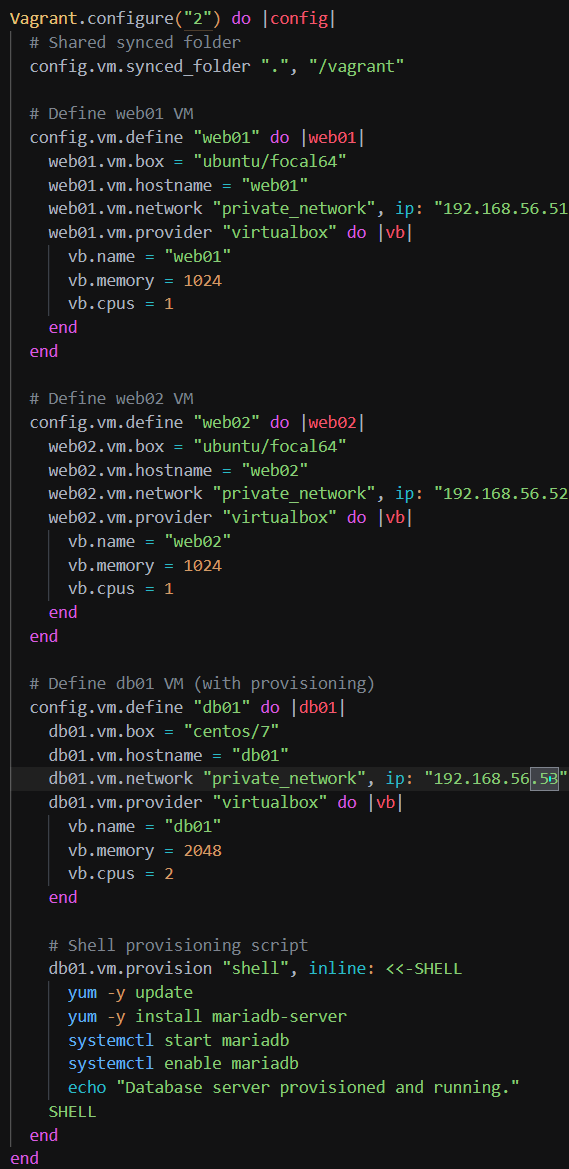 Vagrant.configure("2") do |config|
  # Shared synced folder
  config.vm.synced_folder ".", "/vagrant"

  # Define web01 VM
  config.vm.define "web01" do |web01|
    web01.vm.box = "ubuntu/focal64"
    web01.vm.hostname = "web01"
    web01.vm.network "private_network", ip: "192.168.56.51
    web01.vm.provider "virtualbox" do |vb|
      vb.name = "web01"
      vb.memory = 1024
      vb.cpus = 1
    end
  end

  # Define web02 VM
  config.vm.define "web02" do |web02|
    web02.vm.box = "ubuntu/focal64"
    web02.vm.hostname = "web02"
    web02.vm.network "private_network", ip: "192.168.56.52
    web02.vm.provider "virtualbox" do |vb|
      vb.name = "web02"
      vb.memory = 1024
      vb.cpus = 1
    end
  end

  # Define db01 VM (with provisioning)
  config.vm.define "db01" do |db01|
    db01.vm.box = "centos/7"
    db01.vm.hostname = "db01"
    db01.vm.network "private_network", ip: "192.168.56.53"
    db01.vm.provider "virtualbox" do |vb|
      vb.name = "db01"
      vb.memory = 2048
      vb.cpus = 2
    end

    # Shell provisioning script
    db01.vm.provision "shell", inline: <<-SHELL
      yum -y update
      yum -y install mariadb-server
      systemctl start mariadb
      systemctl enable mariadb
      echo "Database server provisioned and running."
    SHELL
  end
end